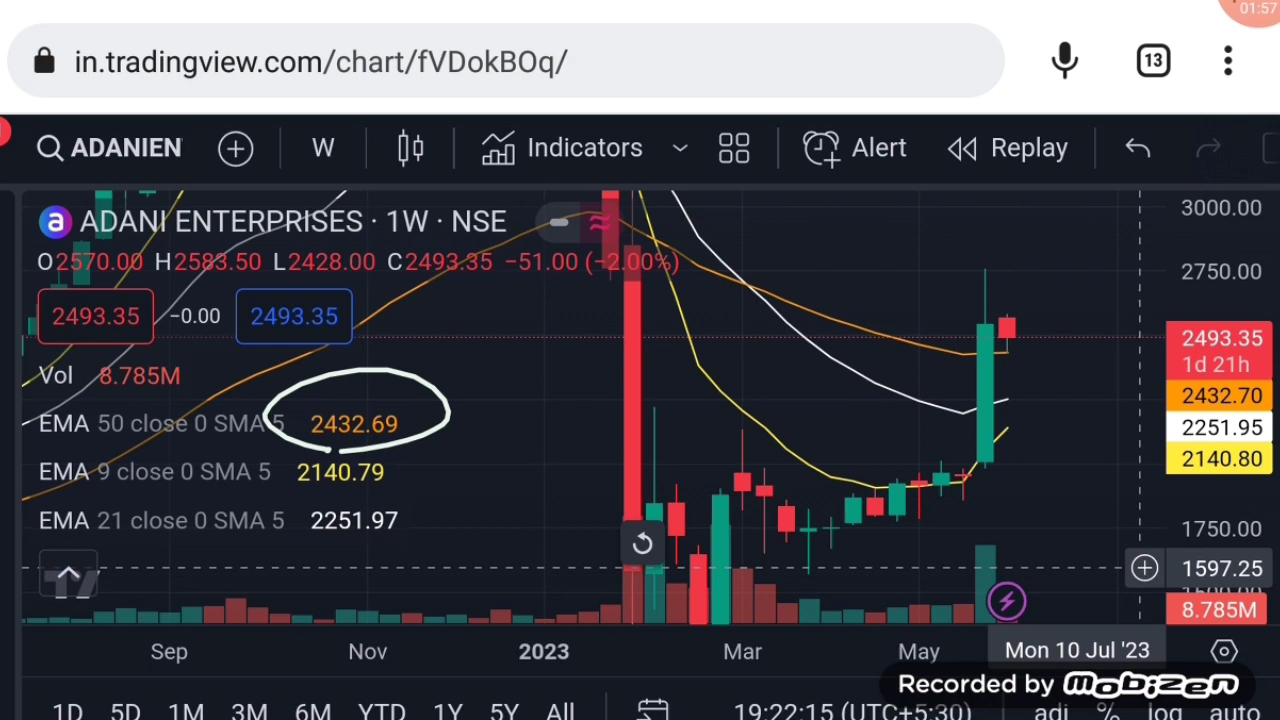 01:57
in.tradingview.com/chart/fVDokBOq/
13
ADANIEN W Indicators Alert Replay
ADANI ENTERPRISES · 1W · NSE
O2570.00 H2583.50 L2428.00 C2493.35 −51.00 (−2.00%)
2493.35 −0.00 2493.35
Vol 8.785M
EMA 50 close 0 SMA 5 2432.69
EMA 9 close 0 SMA 5 2140.79
EMA 21 close 0 SMA 5 2251.97
3000.00
2750.00
2493.35
1d 21h
2432.70
2251.95
2140.80
1750.00
1597.25
8.785M
Sep Nov 2023 Mar May Mon 10 Jul '23
Recorded by Mobizen
1D 5D 1M 3M 6M YTD 1Y 5Y All 19:22:15 (UTC+5:30) adj % log auto